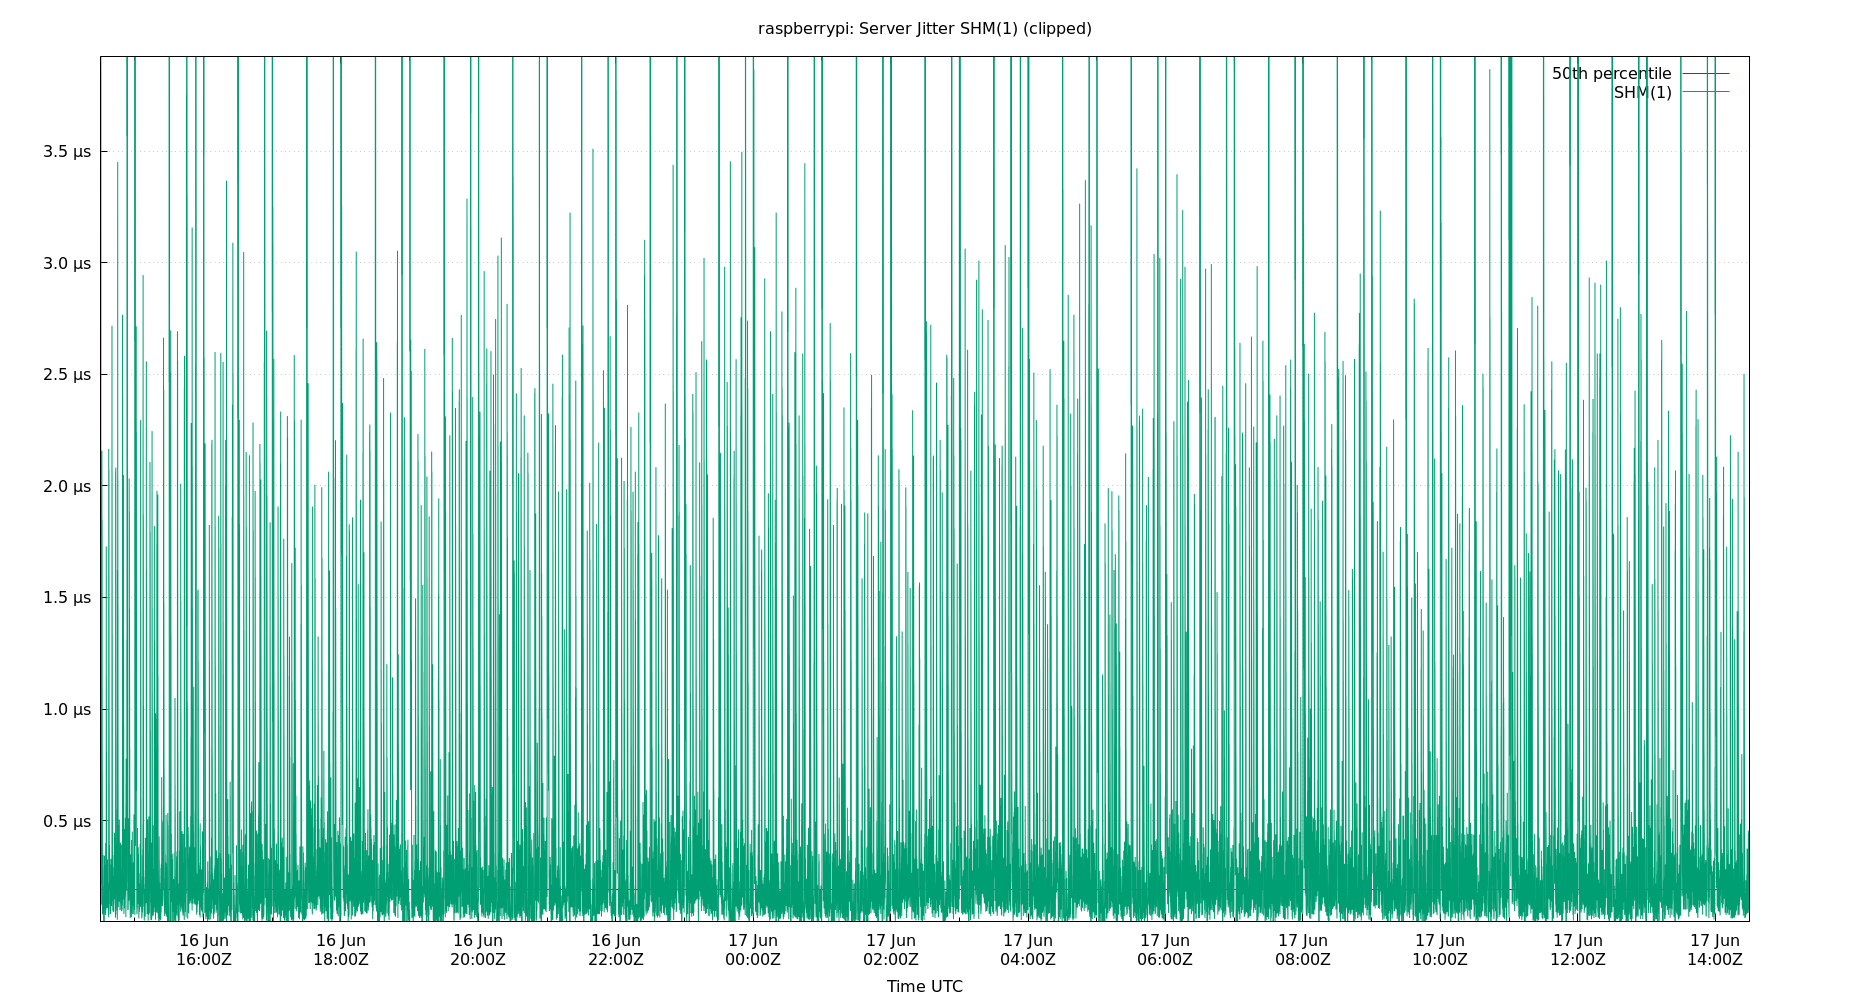 raspberrypi: Server Jitter SHM(1) (clipped)
50th percentile
SHM(1)
3.5 µs
3.0 µs
2.5 µs
2.0 µs
1.5 µs
1.0 µs
0.5 µs
16 Jun 16 Jun 16 Jun 16 Jun 17 Jun 17 Jun 17 Jun 17 Jun 17 Jun 17 Jun 17 Jun 17 Jun
16:00Z 18:00Z 20:00Z 22:00Z 00:00Z 02:00Z 04:00Z 06:00Z 08:00Z 10:00Z 12:00Z 14:00Z
Time UTC